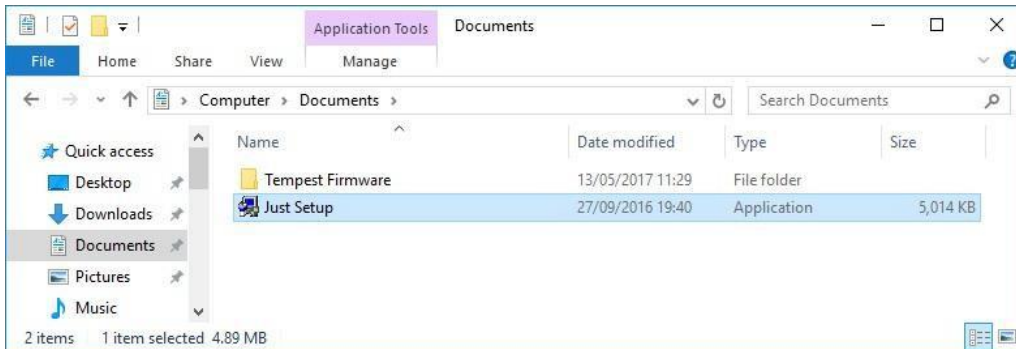 Application Tools Documents
File Home Share View Manage
Computer > Documents > Search Documents
Name Date modified Type Size
Quick access
Tempest Firmware 13/05/2017 11:29 File folder
Desktop
Just Setup 27/09/2016 19:40 Application 5,014 KB
Downloads
Documents
Pictures
Music
2 items 1 item selected 4.89 MB